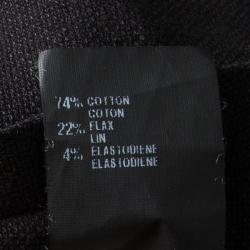 74% COTTON
COTON
22% FLAX
LIN
4% ELASTODIENE
ELASTODIENE